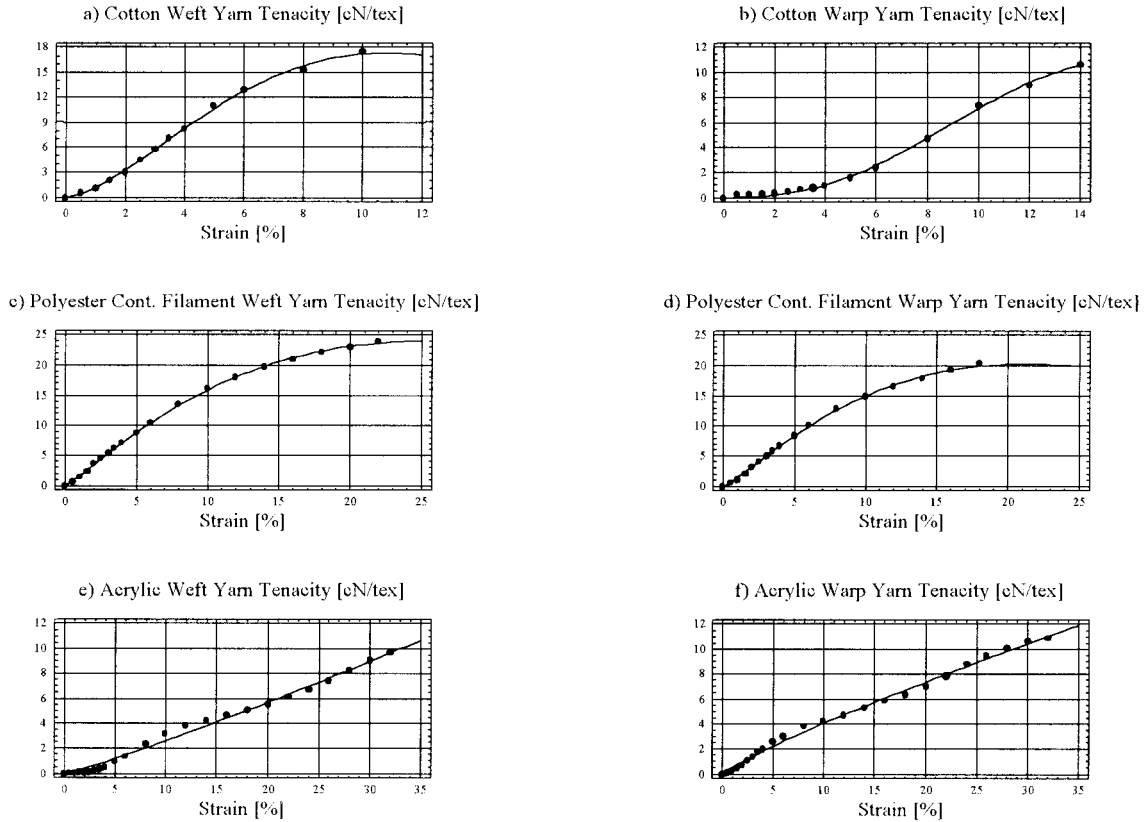 a) Cotton Weft Yarn Tenacity [cN/tex]
18
15
12
9
6
3
0
0 2 4 6 8 10 12
Strain [%]
b) Cotton Warp Yarn Tenacity [cN/tex]
12
10
8
6
4
2
0
0 2 4 6 8 10 12 14
Strain [%]
c) Polyester Cont. Filament Weft Yarn Tenacity [cN/tex]
25
20
15
10
5
0
0 5 10 15 20 25
Strain [%]
d) Polyester Cont. Filament Warp Yarn Tenacity [cN/tex]
25
20
15
10
5
0
0 5 10 15 20 25
Strain [%]
e) Acrylic Weft Yarn Tenacity [cN/tex]
12
10
8
6
4
2
0
0 5 10 15 20 25 30 35
Strain [%]
f) Acrylic Warp Yarn Tenacity [cN/tex]
12
10
8
6
4
2
0
0 5 10 15 20 25 30 35
Strain [%]